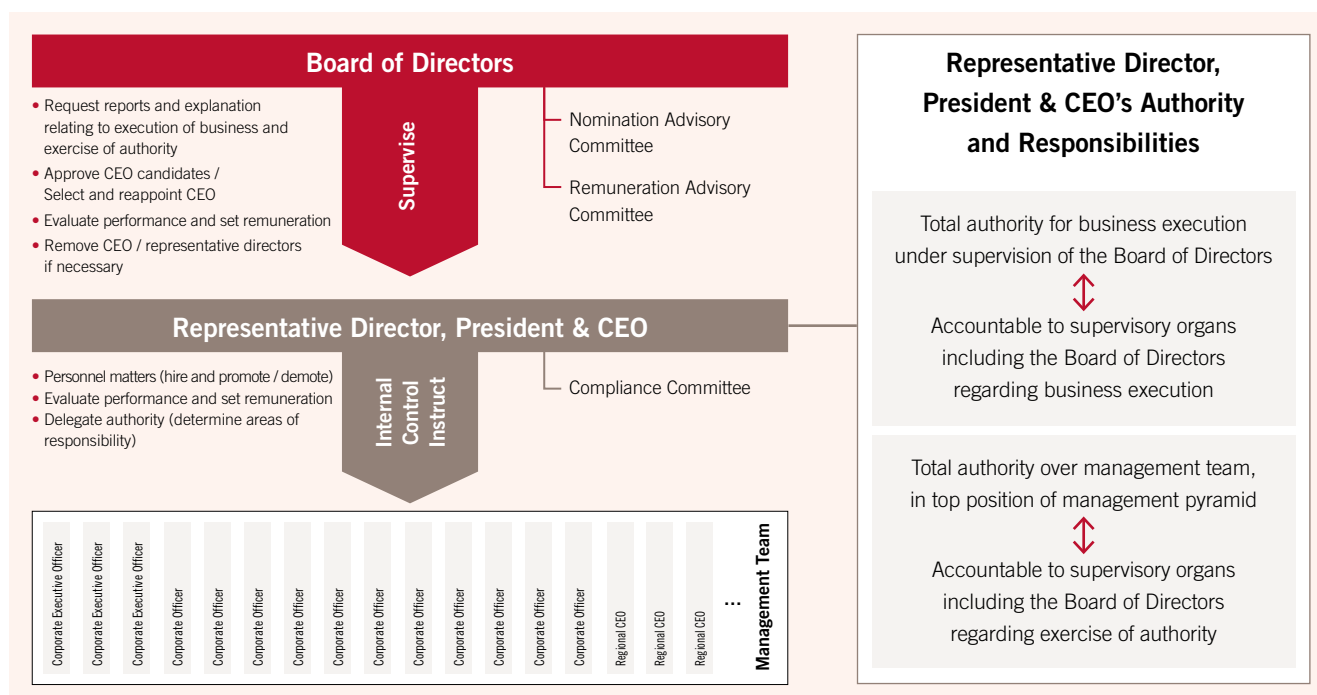 Board of Directors
• Request reports and explanation
relating to execution of business and
exercise of authority
• Approve CEO candidates /
Select and reappoint CEO
• Evaluate performance and set remuneration
• Remove CEO / representative directors
if necessary
Supervise
Nomination Advisory
Committee
Remuneration Advisory
Committee
Representative Director, President & CEO
• Personnel matters (hire and promote / demote)
• Evaluate performance and set remuneration
• Delegate authority (determine areas of
responsibility)
Internal
Control
Instruct
Compliance Committee
Corporate Executive Officer
Corporate Executive Officer
Corporate Executive Officer
Corporate Officer
Corporate Officer
Corporate Officer
Corporate Officer
Corporate Officer
Corporate Officer
Corporate Officer
Corporate Officer
Corporate Officer
Corporate Officer
Corporate Officer
Regional CEO
Regional CEO
Regional CEO
...
Management Team
Representative Director,
President & CEO’s Authority
and Responsibilities
Total authority for business execution
under supervision of the Board of Directors
Accountable to supervisory organs
including the Board of Directors
regarding business execution
Total authority over management team,
in top position of management pyramid
Accountable to supervisory organs
including the Board of Directors
regarding exercise of authority